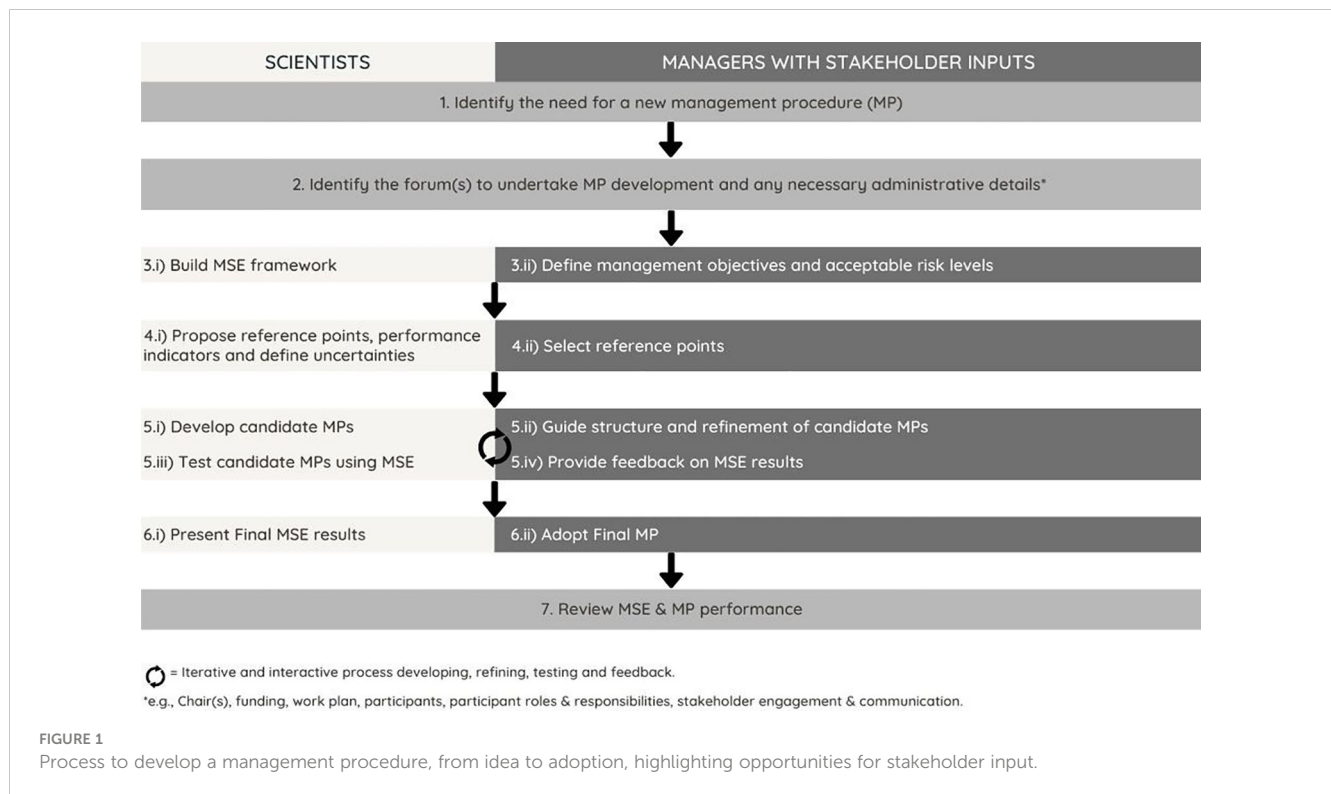 SCIENTISTS
MANAGERS WITH STAKEHOLDER INPUTS
1. Identify the need for a new management procedure (MP)
2. Identify the forum(s) to undertake MP development and any necessary administrative details*
3.i) Build MSE framework
3.ii) Define management objectives and acceptable risk levels
4.i) Propose reference points, performance
indicators and define uncertainties
4.ii) Select reference points
5.i) Develop candidate MPs
5.ii) Guide structure and refinement of candidate MPs
5.iii) Test candidate MPs using MSE
5.iv) Provide feedback on MSE results
6.i) Present Final MSE results
6.ii) Adopt Final MP
7. Review MSE & MP performance
= Iterative and interactive process developing, refining, testing and feedback.
*e.g., Chair(s), funding, work plan, participants, participant roles & responsibilities, stakeholder engagement & communication.
FIGURE 1
Process to develop a management procedure, from idea to adoption, highlighting opportunities for stakeholder input.